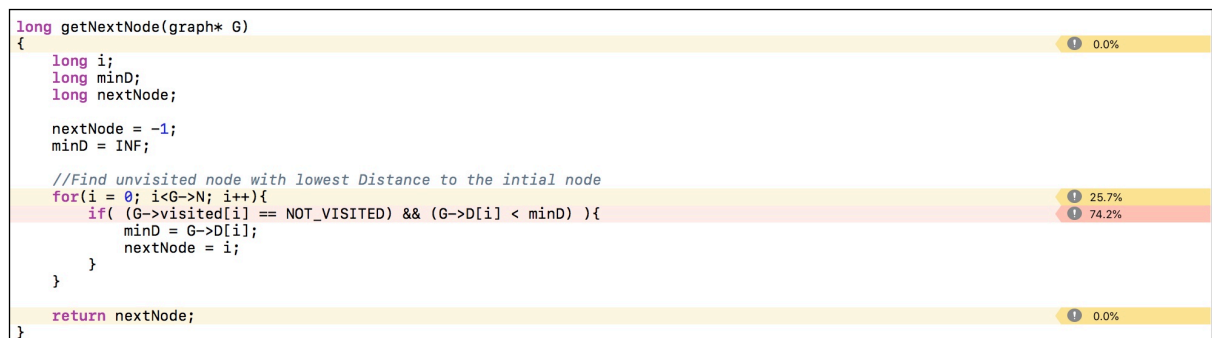 long getNextNode(graph* G)
{ 0.0%
    long i;
    long minD;
    long nextNode;
    nextNode = -1;
    minD = INF;
    //Find unvisited node with lowest Distance to the intial node
    for(i = 0; i<G->N; i++){ 25.7%
        if( (G->visited[i] == NOT_VISITED) && (G->D[i] < minD) ){ 74.2%
            minD = G->D[i];
            nextNode = i;
        }
    }
    return nextNode; 0.0%
}